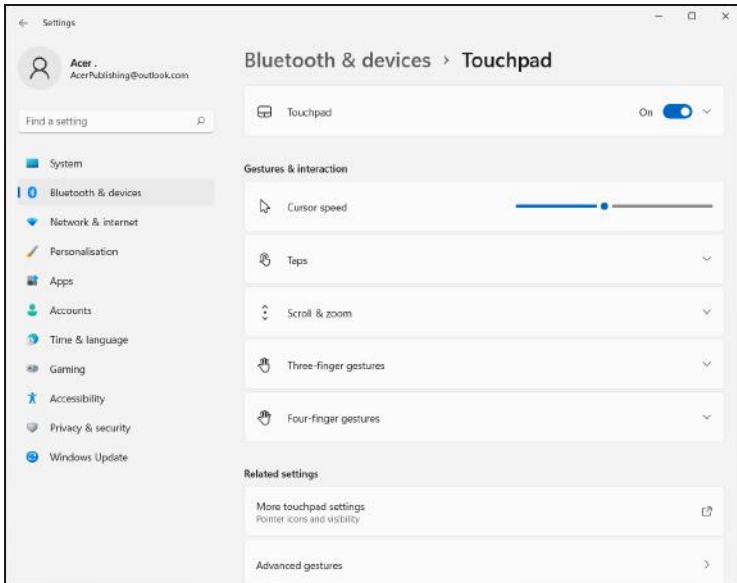 Settings
Acer .
AcerPublishing@outlook.com
Find a setting
System
Bluetooth & devices
Network & internet
Personalisation
Apps
Accounts
Time & language
Gaming
Accessibility
Privacy & security
Windows Update
Bluetooth & devices > Touchpad
Touchpad On
Gestures & interaction
Cursor speed
Taps
Scroll & zoom
Three-finger gestures
Four-finger gestures
Related settings
More touchpad settings
Pointer icons and visibility
Advanced gestures